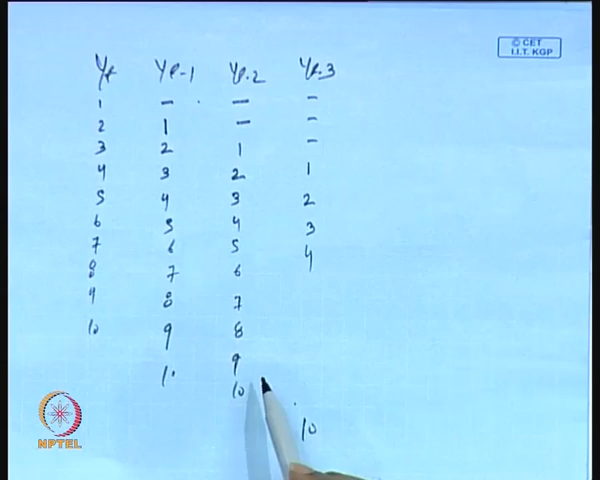 © CET
I.I.T. KGP
Yt Yt-1 Yt-2 Yt-3
1 - - -
2 1 - -
3 2 1 -
4 3 2 1
5 4 3 2
6 5 4 3
7 6 5 4
8 7 6
9 8 7
10 9 8
10 9
10
10
NPTEL